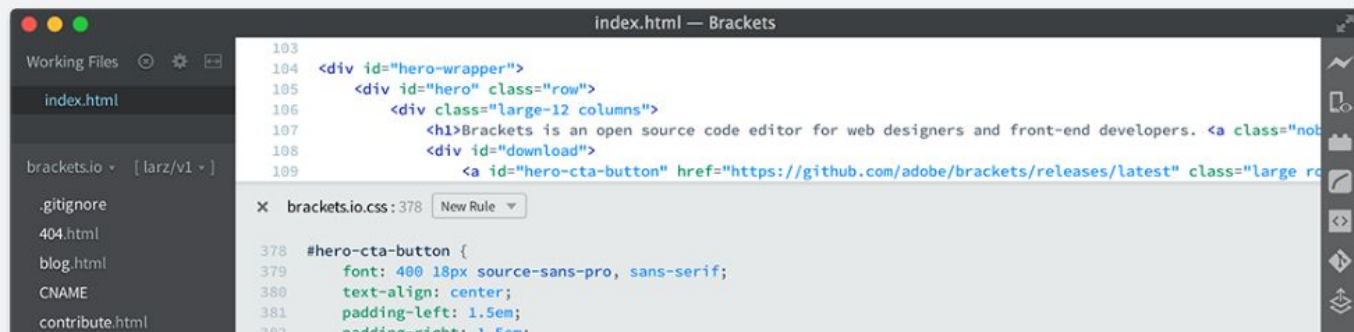 index.html — Brackets
Working Files
index.html
brackets.io [ larz/v1 ]
.gitignore
404.html
blog.html
CNAME
contribute.html
103
104 <div id="hero-wrapper">
105 <div id="hero" class="row">
106 <div class="large-12 columns">
107 <h1>Brackets is an open source code editor for web designers and front-end developers. <a class="nob
108 <div id="download">
109 <a id="hero-cta-button" href="https://github.com/adobe/brackets/releases/latest" class="large ro
× brackets.io.css : 378 New Rule
378 #hero-cta-button {
379 font: 400 18px source-sans-pro, sans-serif;
380 text-align: center;
381 padding-left: 1.5em;
382 padding-right: 1.5em;